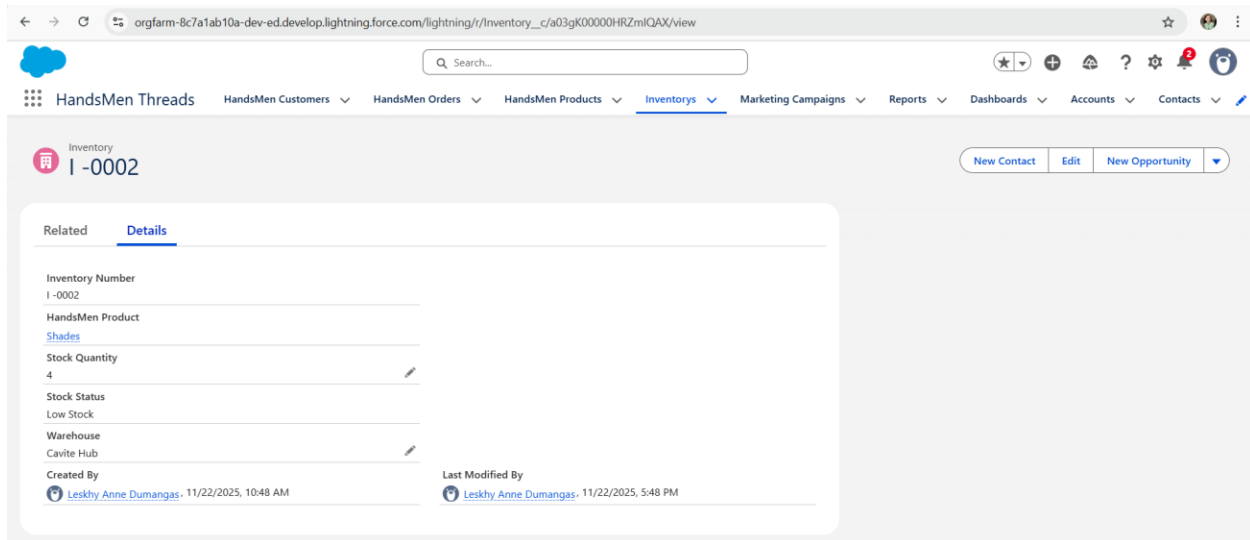 orgfarm-8c7a1ab10a-dev-ed.develop.lightning.force.com/lightning/r/Inventory__c/a03gK00000HRZmIQAX/view
Search...
2
HandsMen Threads HandsMen Customers HandsMen Orders HandsMen Products Inventorys Marketing Campaigns Reports Dashboards Accounts Contacts
Inventory
I -0002
New Contact Edit New Opportunity
Related Details
Inventory Number
I -0002
HandsMen Product
Shades
Stock Quantity
4
Stock Status
Low Stock
Warehouse
Cavite Hub
Created By Last Modified By
Leskhy Anne Dumangas, 11/22/2025, 10:48 AM Leskhy Anne Dumangas, 11/22/2025, 5:48 PM